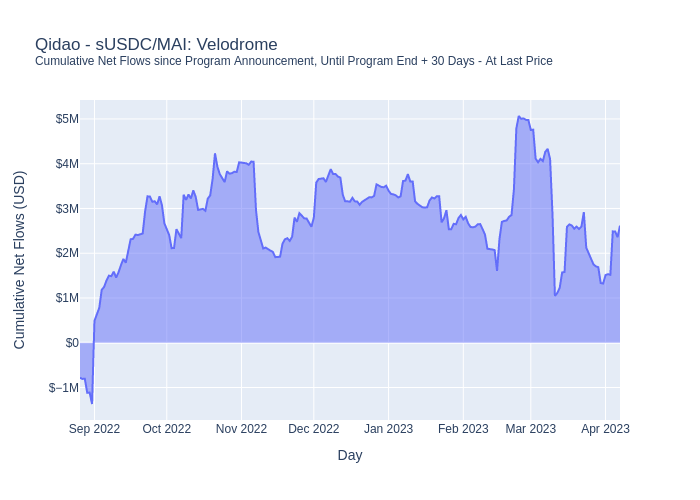 Qidao - sUSDC/MAI: Velodrome
Cumulative Net Flows since Program Announcement, Until Program End + 30 Days - At Last Price
Cumulative Net Flows (USD)
$5M
$4M
$3M
$2M
$1M
$0
$−1M
Sep 2022 Oct 2022 Nov 2022 Dec 2022 Jan 2023 Feb 2023 Mar 2023 Apr 2023
Day